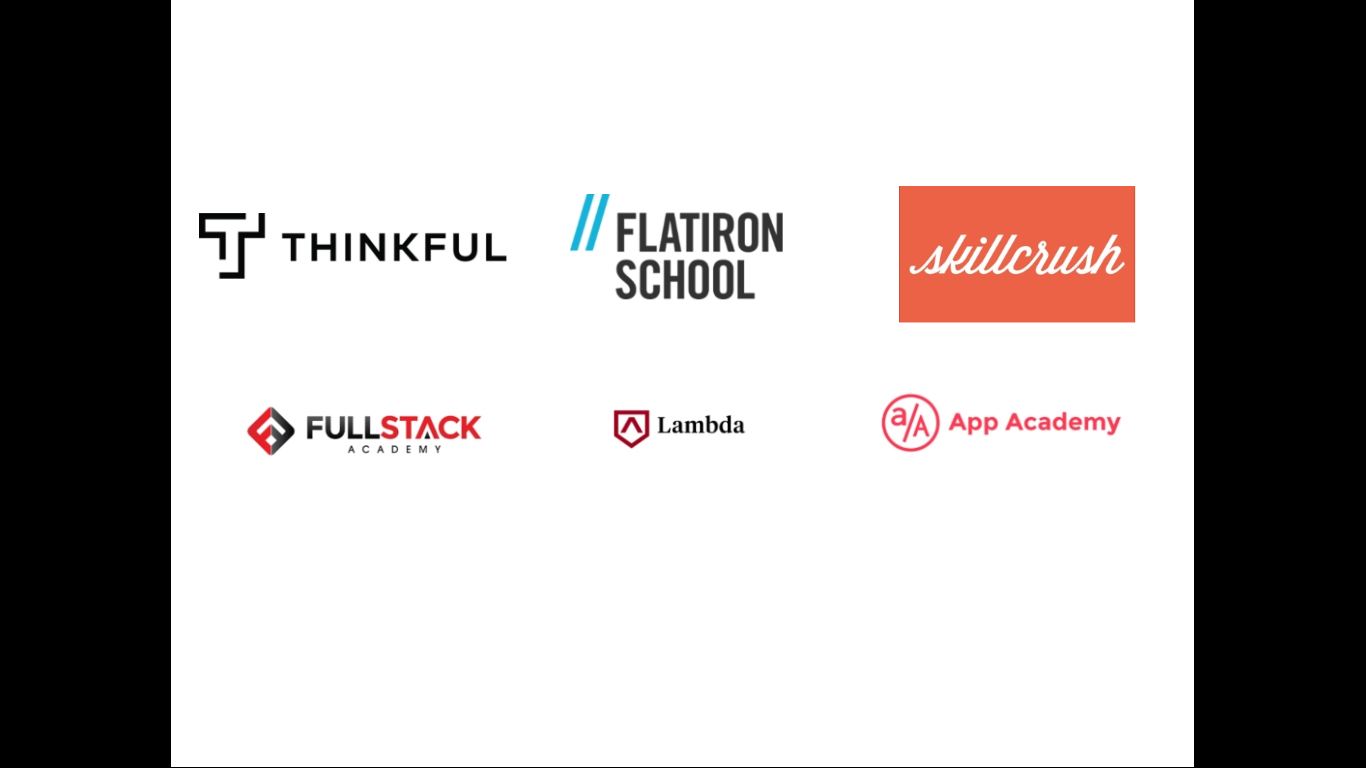 THINKFUL
FLATIRON
SCHOOL
skillcrush
FULLSTACK
ACADEMY
Lambda
a/A App Academy